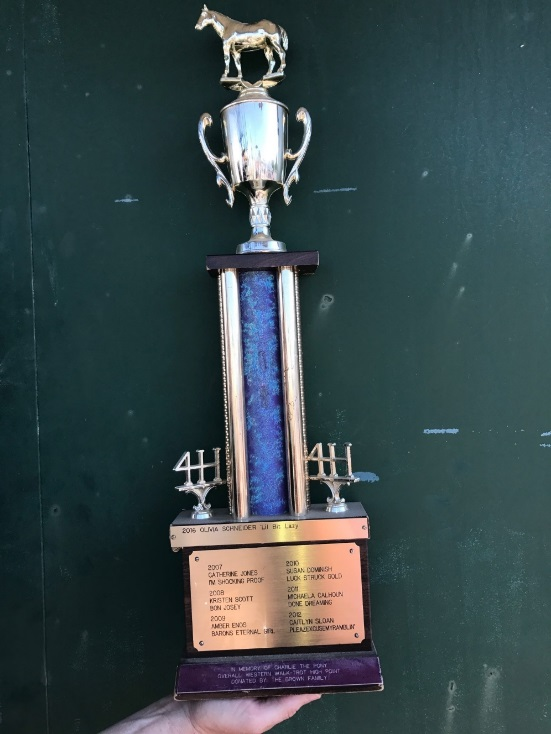 4H 4H
2016 OLIVIA SCHNEIDER Lil Bit Lazy
2007
CATHERINE JONES
I'M SHOCKING PROOF
2008
KRISTEN SCOTT
BON JOSEY
2009
AMBER ENOS
BARONS ETERNAL GIRL
2010
SUSAN DOMINISH
LUCK STRUCK GOLD
2011
MICHAELA CALHOUN
DONE DREAMING
2012
CAITLYN SLOAN
PLEAZEXCUSEMYRAMBLIN'
IN MEMORY OF CHARLIE THE PONY
OVERALL WESTERN WALK-TROT HIGH POINT
DONATED BY THE BROWN FAMILY